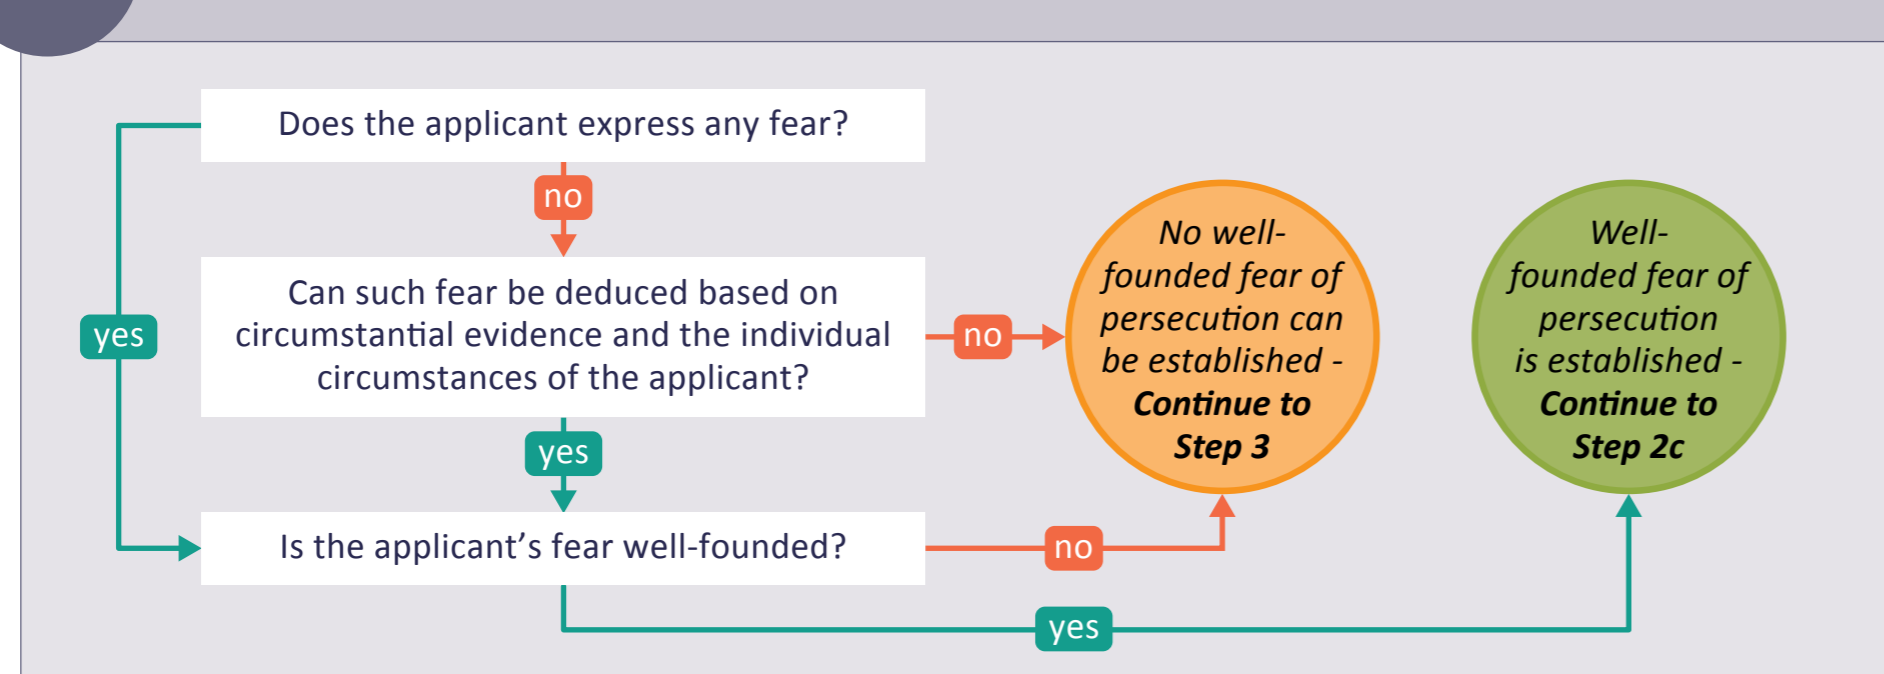 Does the applicant express any fear?
no
Can such fear be deduced based on
circumstantial evidence and the individual
circumstances of the applicant?
yes
no
yes
Is the applicant’s fear well-founded?
no
yes
No well-
founded fear of
persecution can
be established -
Continue to
Step 3
Well-
founded fear of
persecution
is established -
Continue to
Step 2c